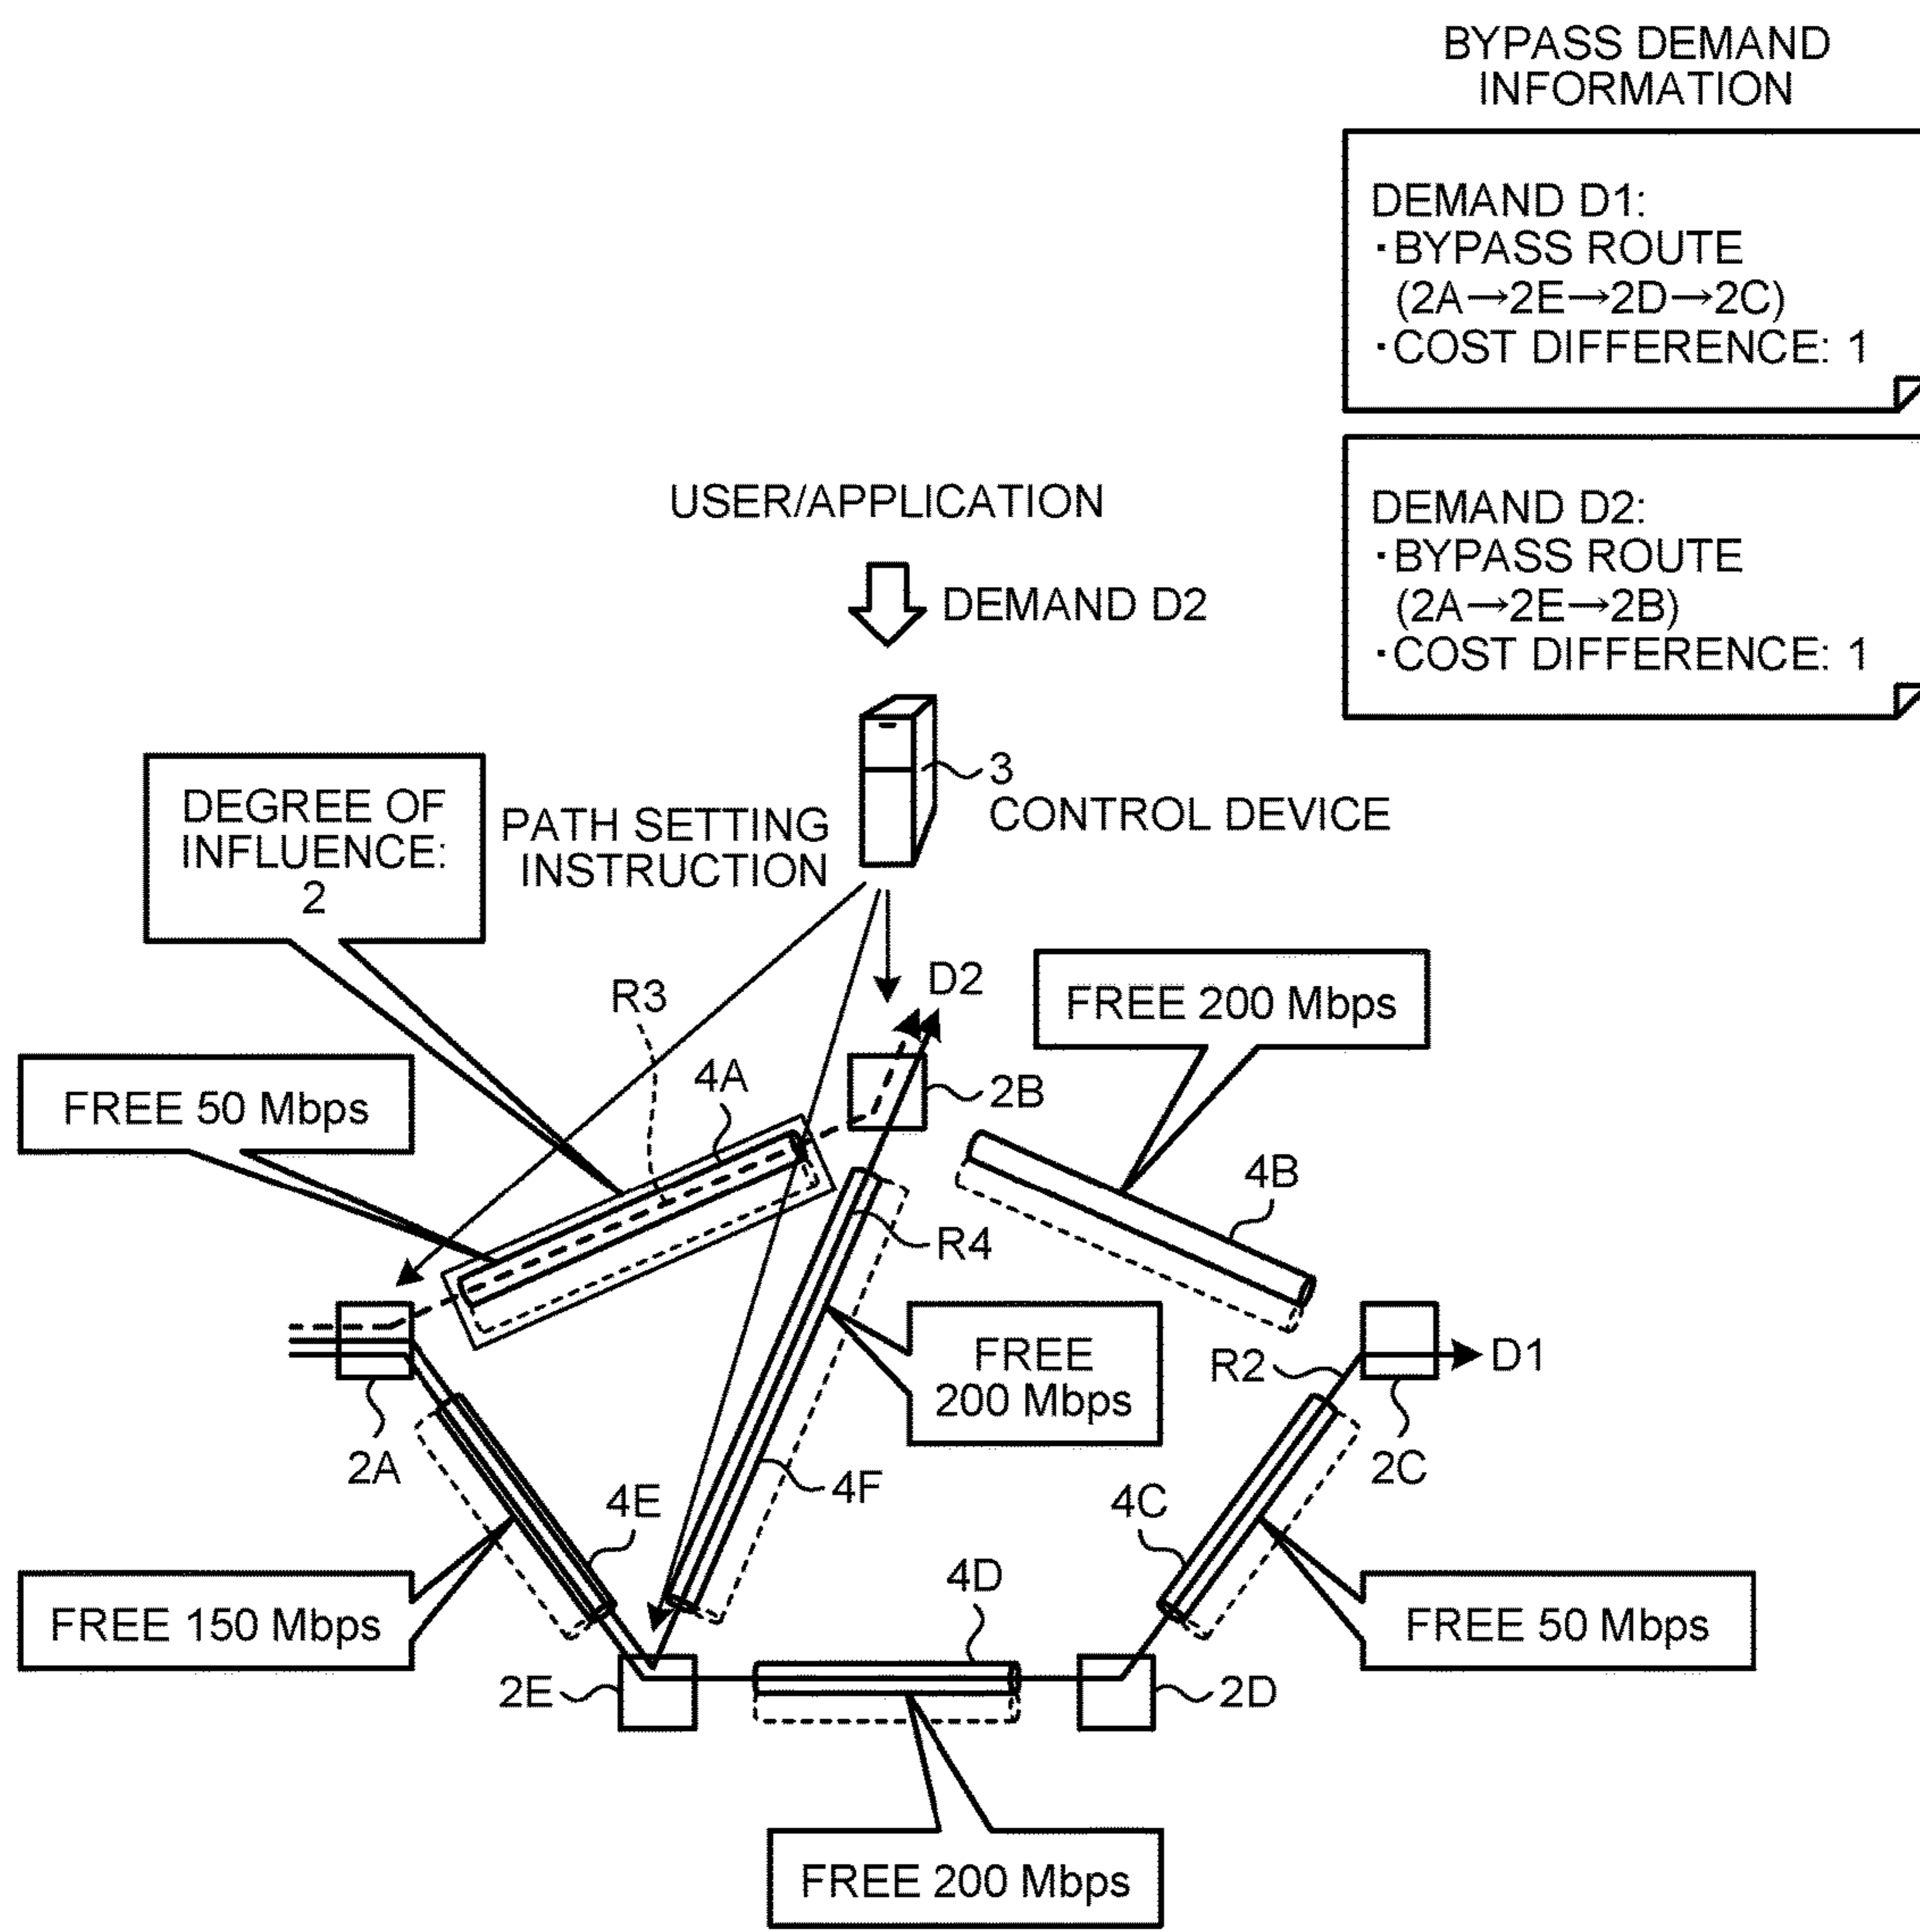 BYPASS DEMAND
INFORMATION
DEMAND D1:
・BYPASS ROUTE
(2A→2E→2D→2C)
・COST DIFFERENCE: 1
DEMAND D2:
・BYPASS ROUTE
(2A→2E→2B)
・COST DIFFERENCE: 1
USER/APPLICATION
DEMAND D2
3
CONTROL DEVICE
DEGREE OF
INFLUENCE:
2
PATH SETTING
INSTRUCTION
R3
D2
FREE 200 Mbps
FREE 50 Mbps
4A
2B
4B
R4
FREE
200 Mbps
R2
D1
2A
2C
4E
4F
4C
FREE 150 Mbps
4D
FREE 50 Mbps
2E
2D
FREE 200 Mbps